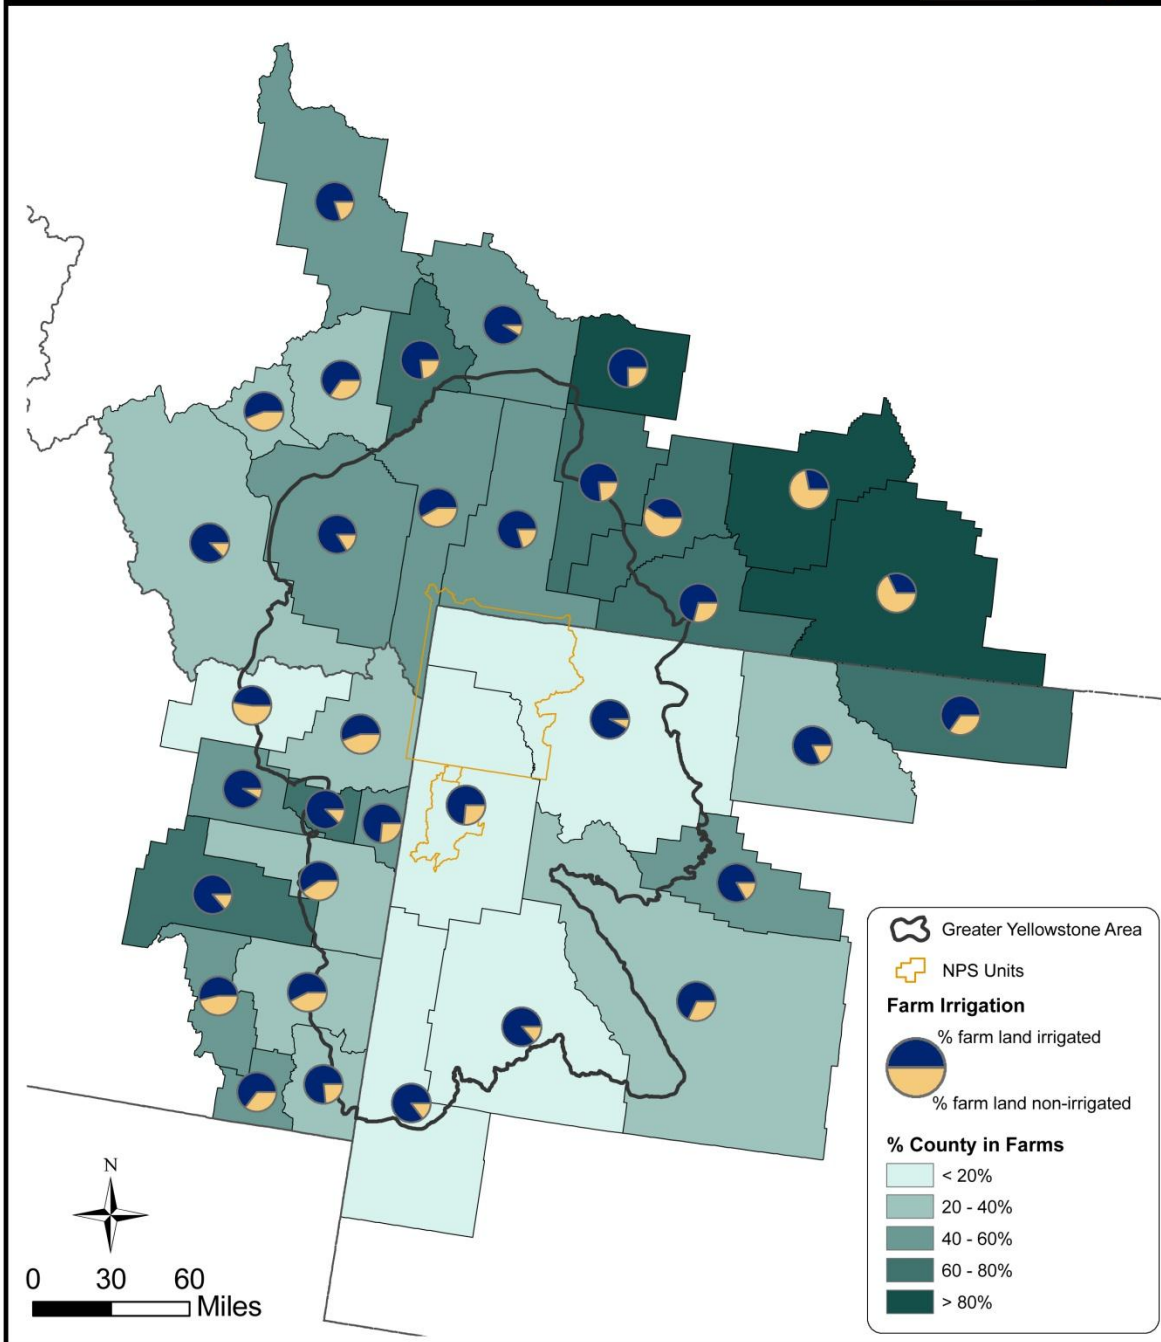 Greater Yellowstone Area
NPS Units
Farm Irrigation
% farm land irrigated
% farm land non-irrigated
% County in Farms
< 20%
20 - 40%
40 - 60%
60 - 80%
> 80%
N
0 30 60
Miles